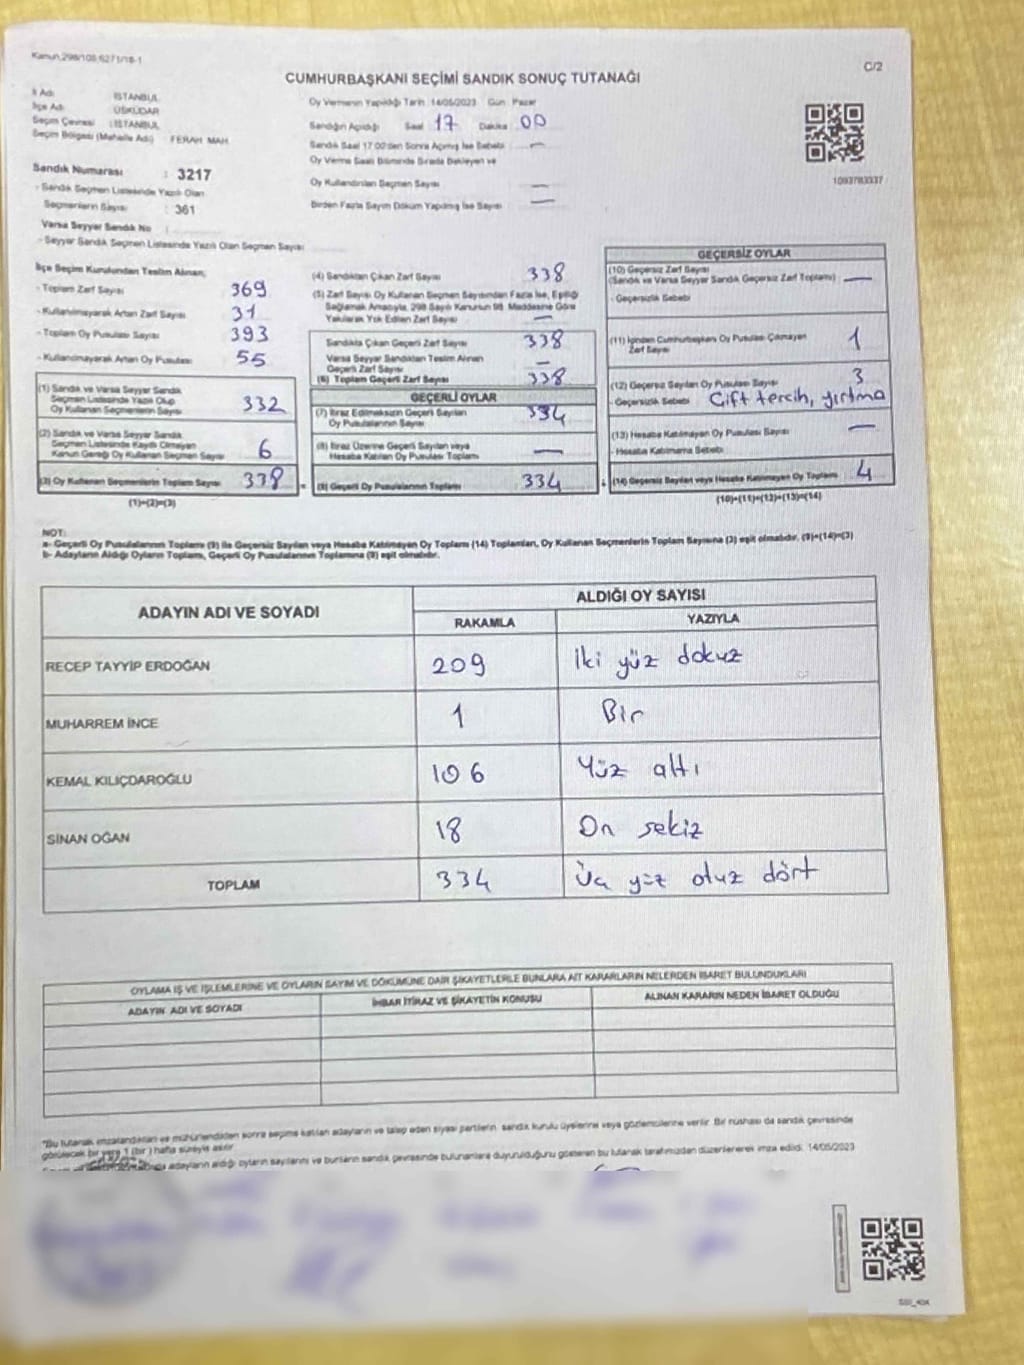 Kanun,298/108,6271/18-1
C/2
CUMHURBAŞKANI SEÇİMİ SANDIK SONUÇ TUTANAĞI
İl Adı İSTANBUL
İlçe Adı ÜSKÜDAR
Seçim Çevresi : İSTANBUL
Seçim Bölgesi (Mahalle Adı) FERAH MAH.
Oy Vermenin Yapıldığı Tarih 14/05/2023 Gün Pazar
Sandığın Açıldığı Saat 17 Dakika 00
Sandık Saat 17.00'den Sonra Açılmış İse Sebebi —
Oy Verme Saati Bitiminde Sırada Bekleyen ve
Oy Kullandırılan Seçmen Sayısı —
Birden Fazla Sayım Döküm Yapılmış İse Sayısı —
1093783337
Sandık Numarası : 3217
- Sandık Seçmen Listesinde Yazılı Olan
Seçmenlerin Sayısı : 361
Varsa Seyyar Sandık No :
- Seyyar Sandık Seçmen Listesinde Yazılı Olan Seçmen Sayısı
İlçe Seçim Kurulundan Teslim Alınan;
- Toplam Zarf Sayısı 369
- Kullanılmayarak Artan Zarf Sayısı 31
- Toplam Oy Pusulası Sayısı 393
- Kullanılmayarak Artan Oy Pusulası 55
(1) Sandık ve Varsa Seyyar Sandık
Seçmen Listesinde Yazılı Olup
Oy Kullanan Seçmenlerin Sayısı 332
(2) Sandık ve Varsa Seyyar Sandık
Seçmen Listesinde Kayıtlı Olmayan
Kanun Gereği Oy Kullanan Seçmen Sayısı 6
(3) Oy Kullanan Seçmenlerin Toplam Sayısı 338
(1)+(2)=(3)
(4) Sandıktan Çıkan Zarf Sayısı 338
(5) Zarf Sayısı Oy Kullanan Seçmen Sayısından Fazla İse, Eşitliği
Sağlamak Amacıyla, 298 Sayılı Kanunun 98. Maddesine Göre
Yakılarak Yok Edilen Zarf Sayısı —
Sandıkta Çıkan Geçerli Zarf Sayısı 338
Varsa Seyyar Sandıktan Teslim Alınan
Geçerli Zarf Sayısı —
(6) Toplam Geçerli Zarf Sayısı 338
GEÇERLİ OYLAR
(7) İtiraz Edilmeksizin Geçerli Sayılan
Oy Pusulalarının Sayısı 334
(8) İtiraz Üzerine Geçerli Sayılan veya
Hesaba Katılan Oy Pusulası Toplamı —
= (9) Geçerli Oy Pusulalarının Toplamı 334
GEÇERSİZ OYLAR
(10) Geçersiz Zarf Sayısı
(Sandık ve Varsa Seyyar Sandık Geçersiz Zarf Toplamı) —
- Geçersizlik Sebebi
(11) İçinden Cumhurbaşkanı Oy Pusulası Çıkmayan
Zarf Sayısı 1
(12) Geçersiz Sayılan Oy Pusulası Sayısı 3
- Geçersizlik Sebebi Çift tercih, yırtma
(13) Hesaba Katılmayan Oy Pusulası Sayısı —
- Hesaba Katılmama Sebebi
+ (14) Geçersiz Sayılan veya Hesaba Katılmayan Oy Toplamı 4
(10)+(11)+(12)+(13)=(14)
NOT:
a- Geçerli Oy Pusulalarının Toplamı (9) ile Geçersiz Sayılan veya Hesaba Katılmayan Oy Toplamı (14) Toplamları, Oy Kullanan Seçmenlerin Toplam Sayısına (3) eşit olmalıdır. (9)+(14)=(3)
b- Adayların Aldığı Oyların Toplamı, Geçerli Oy Pusulalarının Toplamına (9) eşit olmalıdır.
ADAYIN ADI VE SOYADI ALDIĞI OY SAYISI
RAKAMLA YAZIYLA
RECEP TAYYİP ERDOĞAN 209 İki yüz dokuz
MUHARREM İNCE 1 Bir
KEMAL KILIÇDAROĞLU 106 Yüz altı
SİNAN OĞAN 18 On sekiz
TOPLAM 334 Üç yüz otuz dört
OYLAMA İŞ VE İŞLEMLERİNE VE OYLARIN SAYIM VE DÖKÜMÜNE DAİR ŞİKAYETLERLE BUNLARA AİT KARARLARIN NELERDEN İBARET BULUNDUKLARI
ADAYIN ADI VE SOYADI İHBAR İTİRAZ VE ŞİKAYETİN KONUSU ALINAN KARARIN NEDEN İBARET OLDUĞU
*Bu tutanak imzalandıktan ve mühürlendikten sonra seçime katılan adayların ve talep eden siyasi partilerin, sandık kurulu üyelerine veya gözlemcilerine verilir. Bir nüshası da sandık çevresinde
görülecek bir yere 1 (bir) hafta süreyle asılır.
adayların aldığı oyların sayılarını ve bunların sandık çevresinde bulunanlara duyurulduğunu gösteren bu tutanak tarafımızdan düzenlenerek imza edildi. 14/05/2023